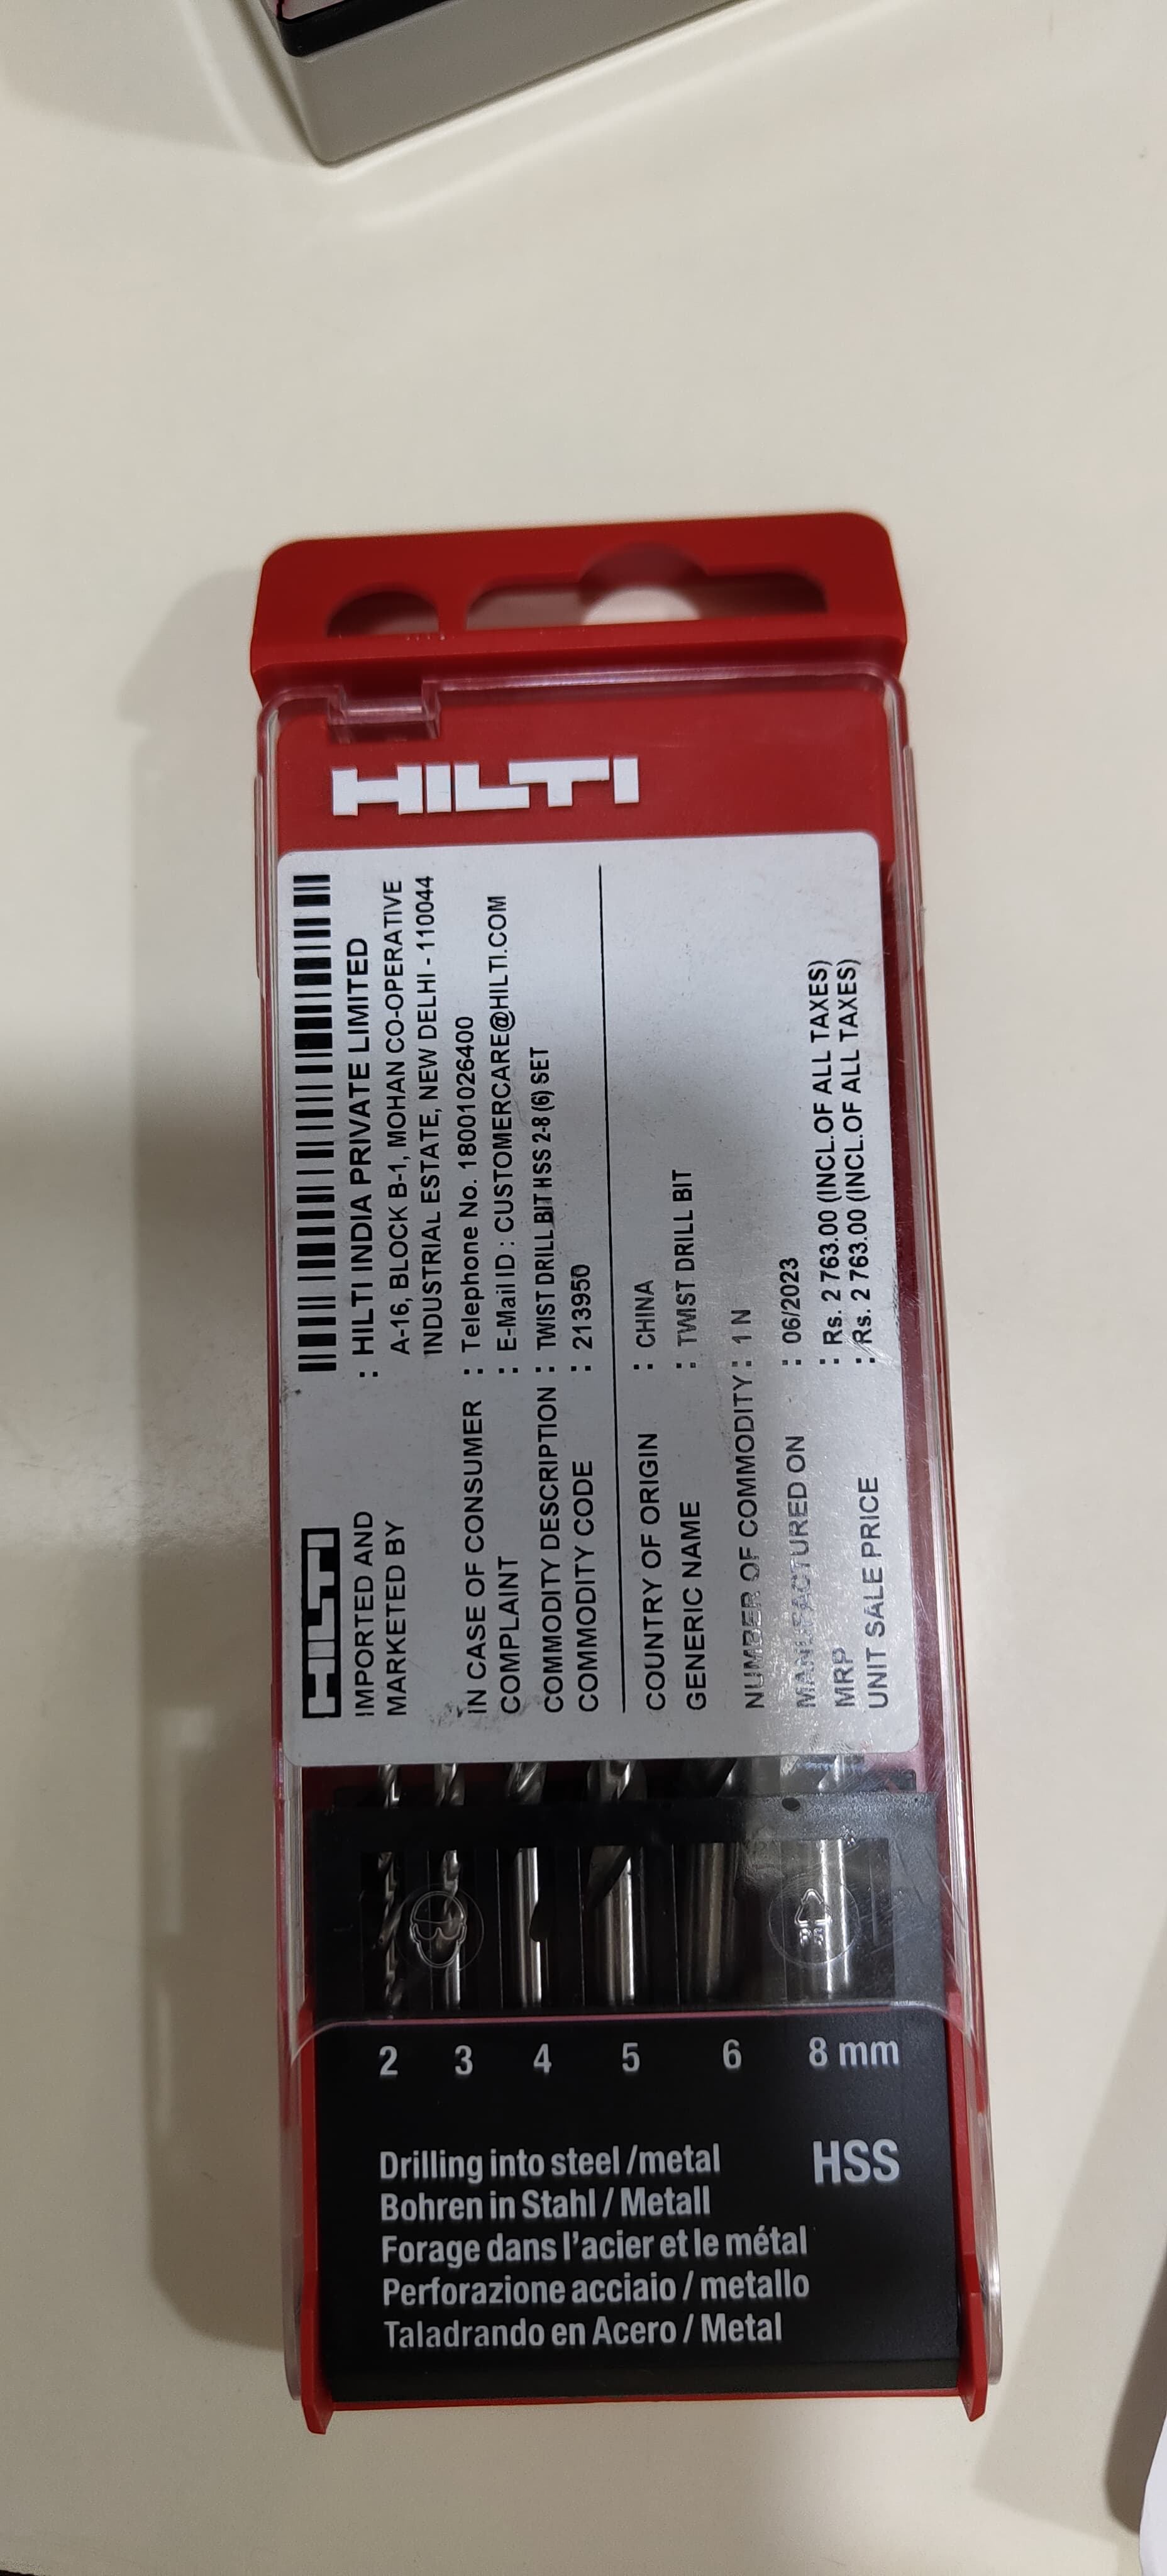 HILTI
HILTI
IMPORTED AND MARKETED BY : HILTI INDIA PRIVATE LIMITED
A-16, BLOCK B-1, MOHAN CO-OPERATIVE
INDUSTRIAL ESTATE, NEW DELHI - 110044
IN CASE OF CONSUMER : Telephone No. 18001026400
COMPLAINT : E-Mail ID : CUSTOMERCARE@HILTI.COM
COMMODITY DESCRIPTION : TWIST DRILL BIT HSS 2-8 (6) SET
COMMODITY CODE : 213950
COUNTRY OF ORIGIN : CHINA
GENERIC NAME : TWIST DRILL BIT
NUMBER OF COMMODITY : 1 N
MANUFACTURED ON : 06/2023
MRP : Rs. 2 763.00 (INCL.OF ALL TAXES)
UNIT SALE PRICE : Rs. 2 763.00 (INCL.OF ALL TAXES)
2 3 4 5 6 8 mm
Drilling into steel /metal HSS
Bohren in Stahl / Metall
Forage dans l'acier et le métal
Perforazione acciaio / metallo
Taladrando en Acero / Metal